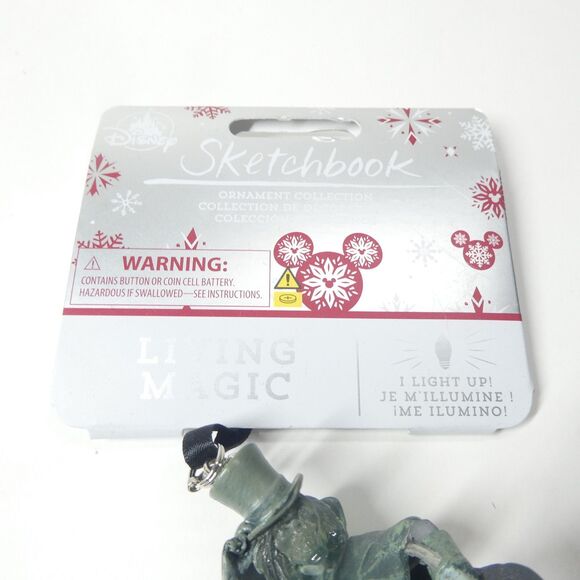 Disney
Sketchbook
ORNAMENT COLLECTION
COLLECTION DE
COLECCIÓN
WARNING:
CONTAINS BUTTON OR COIN CELL BATTERY.
HAZARDOUS IF SWALLOWED—SEE INSTRUCTIONS.
LIVING
MAGIC
I LIGHT UP!
JE M'ILLUMINE !
¡ME ILUMINO!